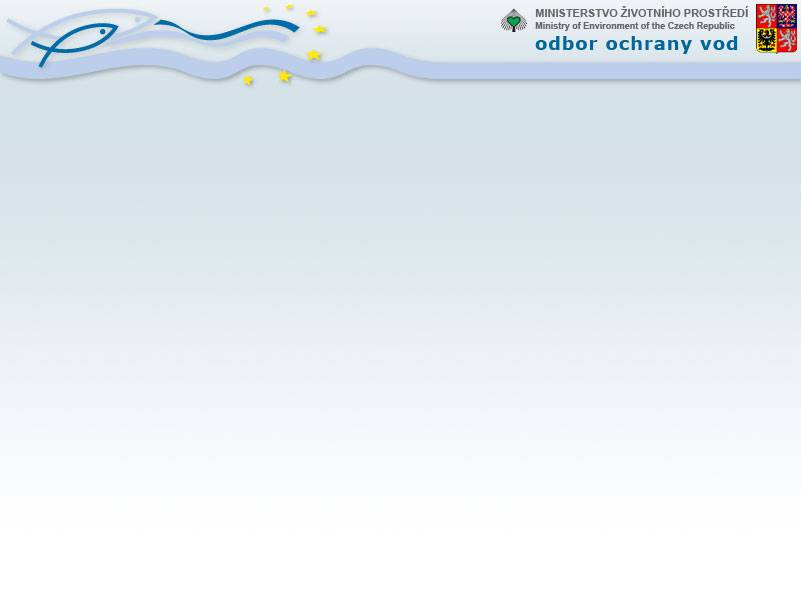 MINISTERSTVO ŽIVOTNÍHO PROSTŘEDÍ
Ministry of Environment of the Czech Republic
odbor ochrany vod